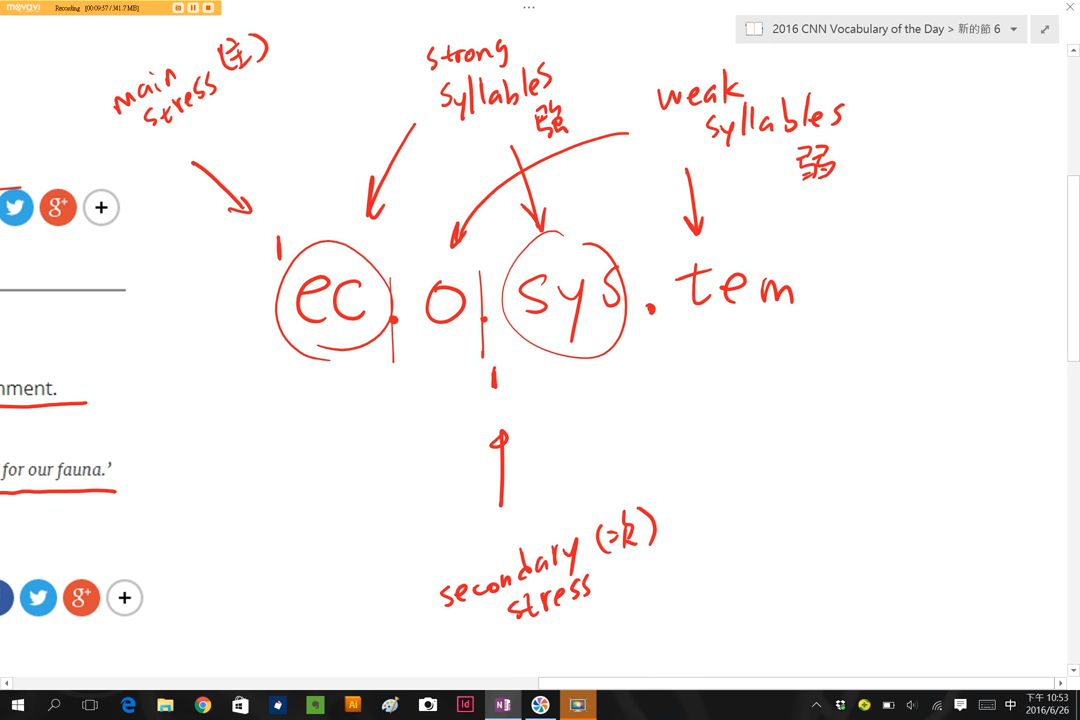 movavi
Recording [00:09:57 / 341.7 MB]
2016 CNN Vocabulary of the Day > 新的節 6
main
stress (主)
strong
syllables
強
weak
syllables
弱
g+
ec.o.sys.tem
nment.
for our fauna.’
g+
secondary (次)
stress
中
下午 10:53
2016/6/26